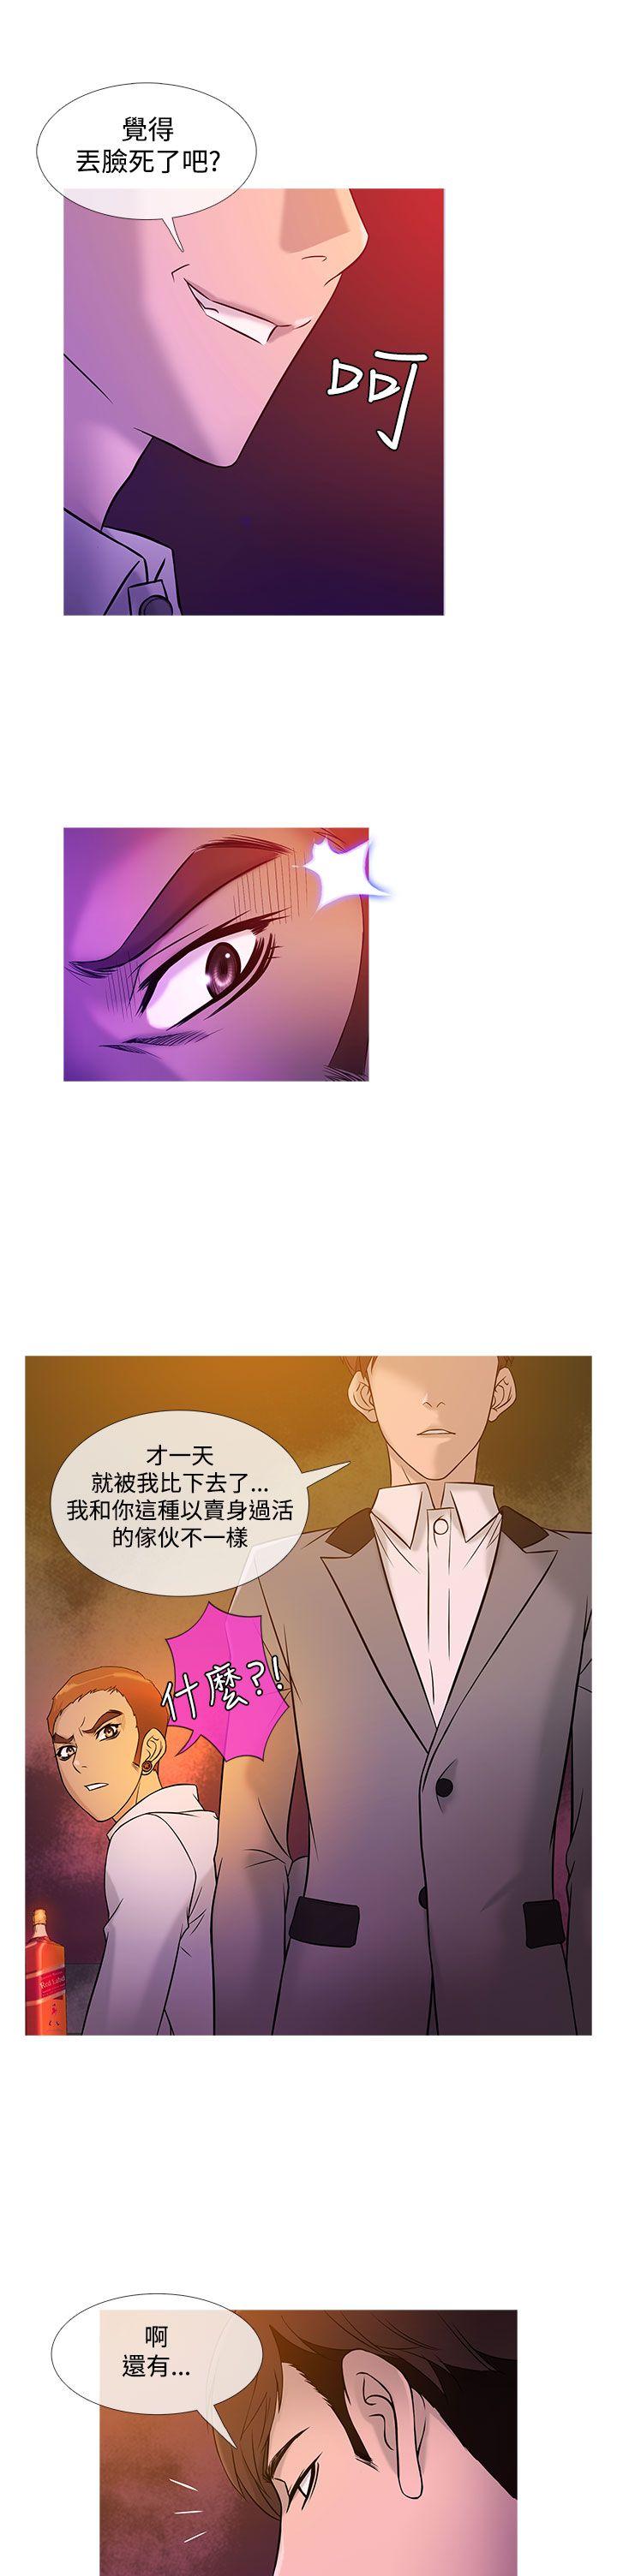 覺得
丟臉死了吧?
呵
才一天
就被我比下去了...
我和你這種以賣身過活
的傢伙不一樣
什麼?!
Red Label
啊
還有...